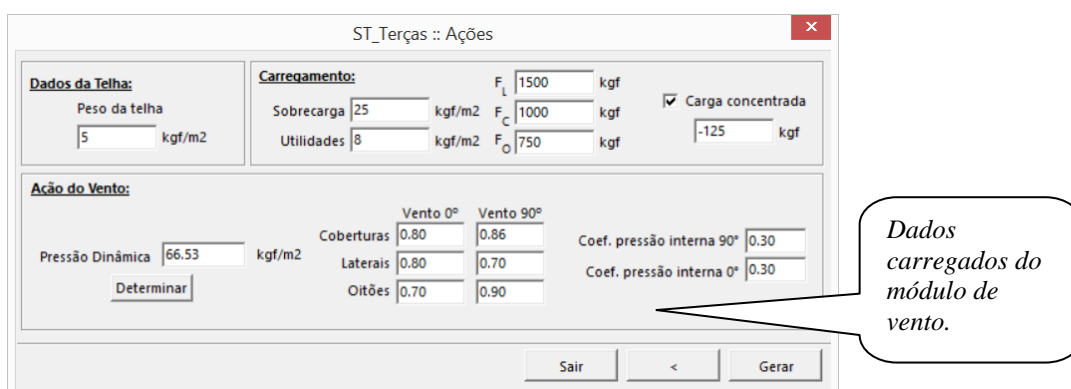 ST_Terças :: Ações
Dados da Telha:
Peso da telha
5 kgf/m2
Carregamento:
Sobrecarga 25 kgf/m2
Utilidades 8 kgf/m2
FL 1500 kgf
FC 1000 kgf
FO 750 kgf
Carga concentrada
-125 kgf
Ação do Vento:
Pressão Dinâmica 66.53 kgf/m2
Determinar
Vento 0º Vento 90º
Coberturas 0.80 0.86
Laterais 0.80 0.70
Oitões 0.70 0.90
Coef. pressão interna 90° 0.30
Coef. pressão interna 0° 0.30
Sair < Gerar
Dados
carregados do
módulo de
vento.